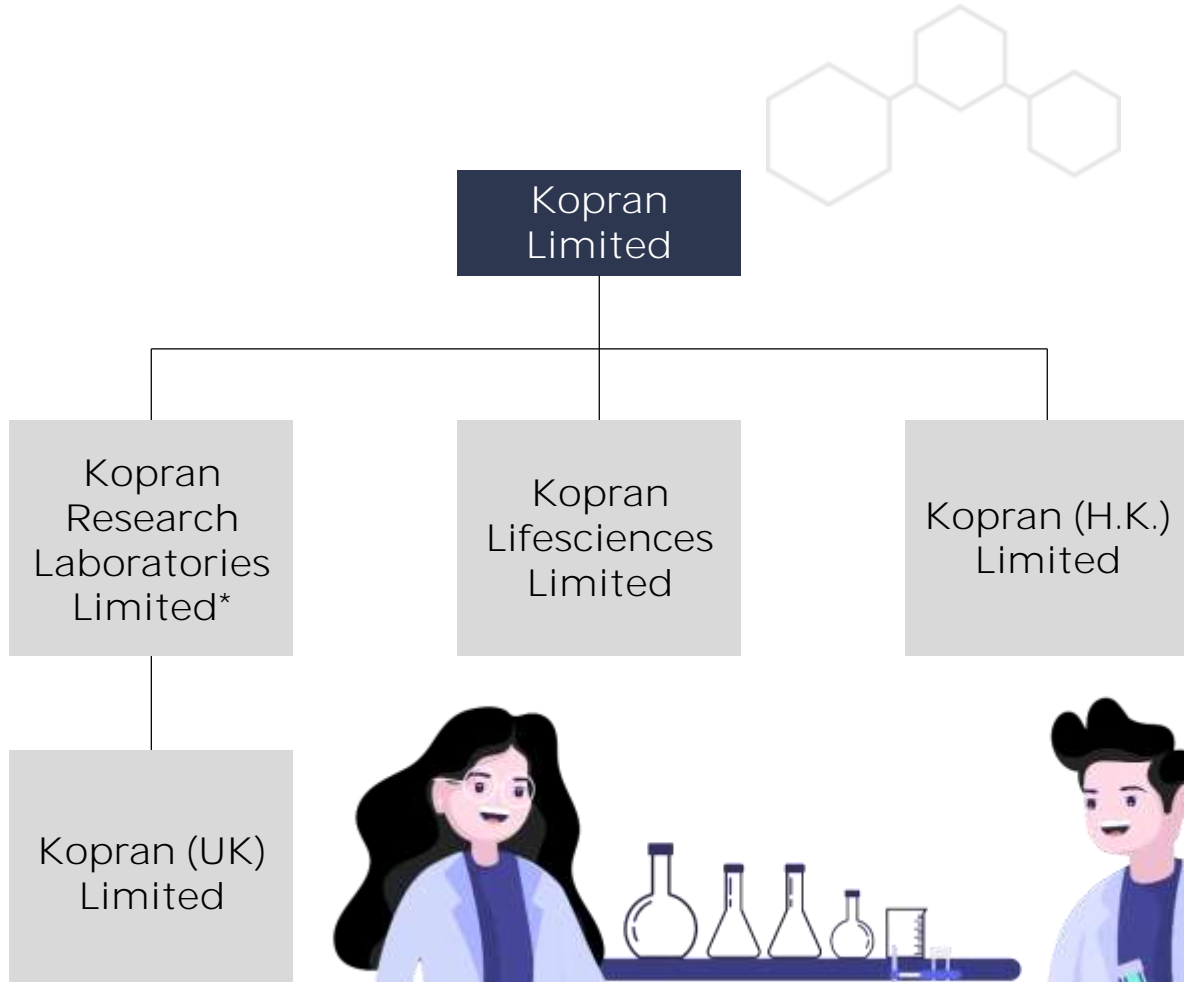 Kopran
Limited
Kopran
Research
Laboratories
Limited*
Kopran
Lifesciences
Limited
Kopran (H.K.)
Limited
Kopran (UK)
Limited